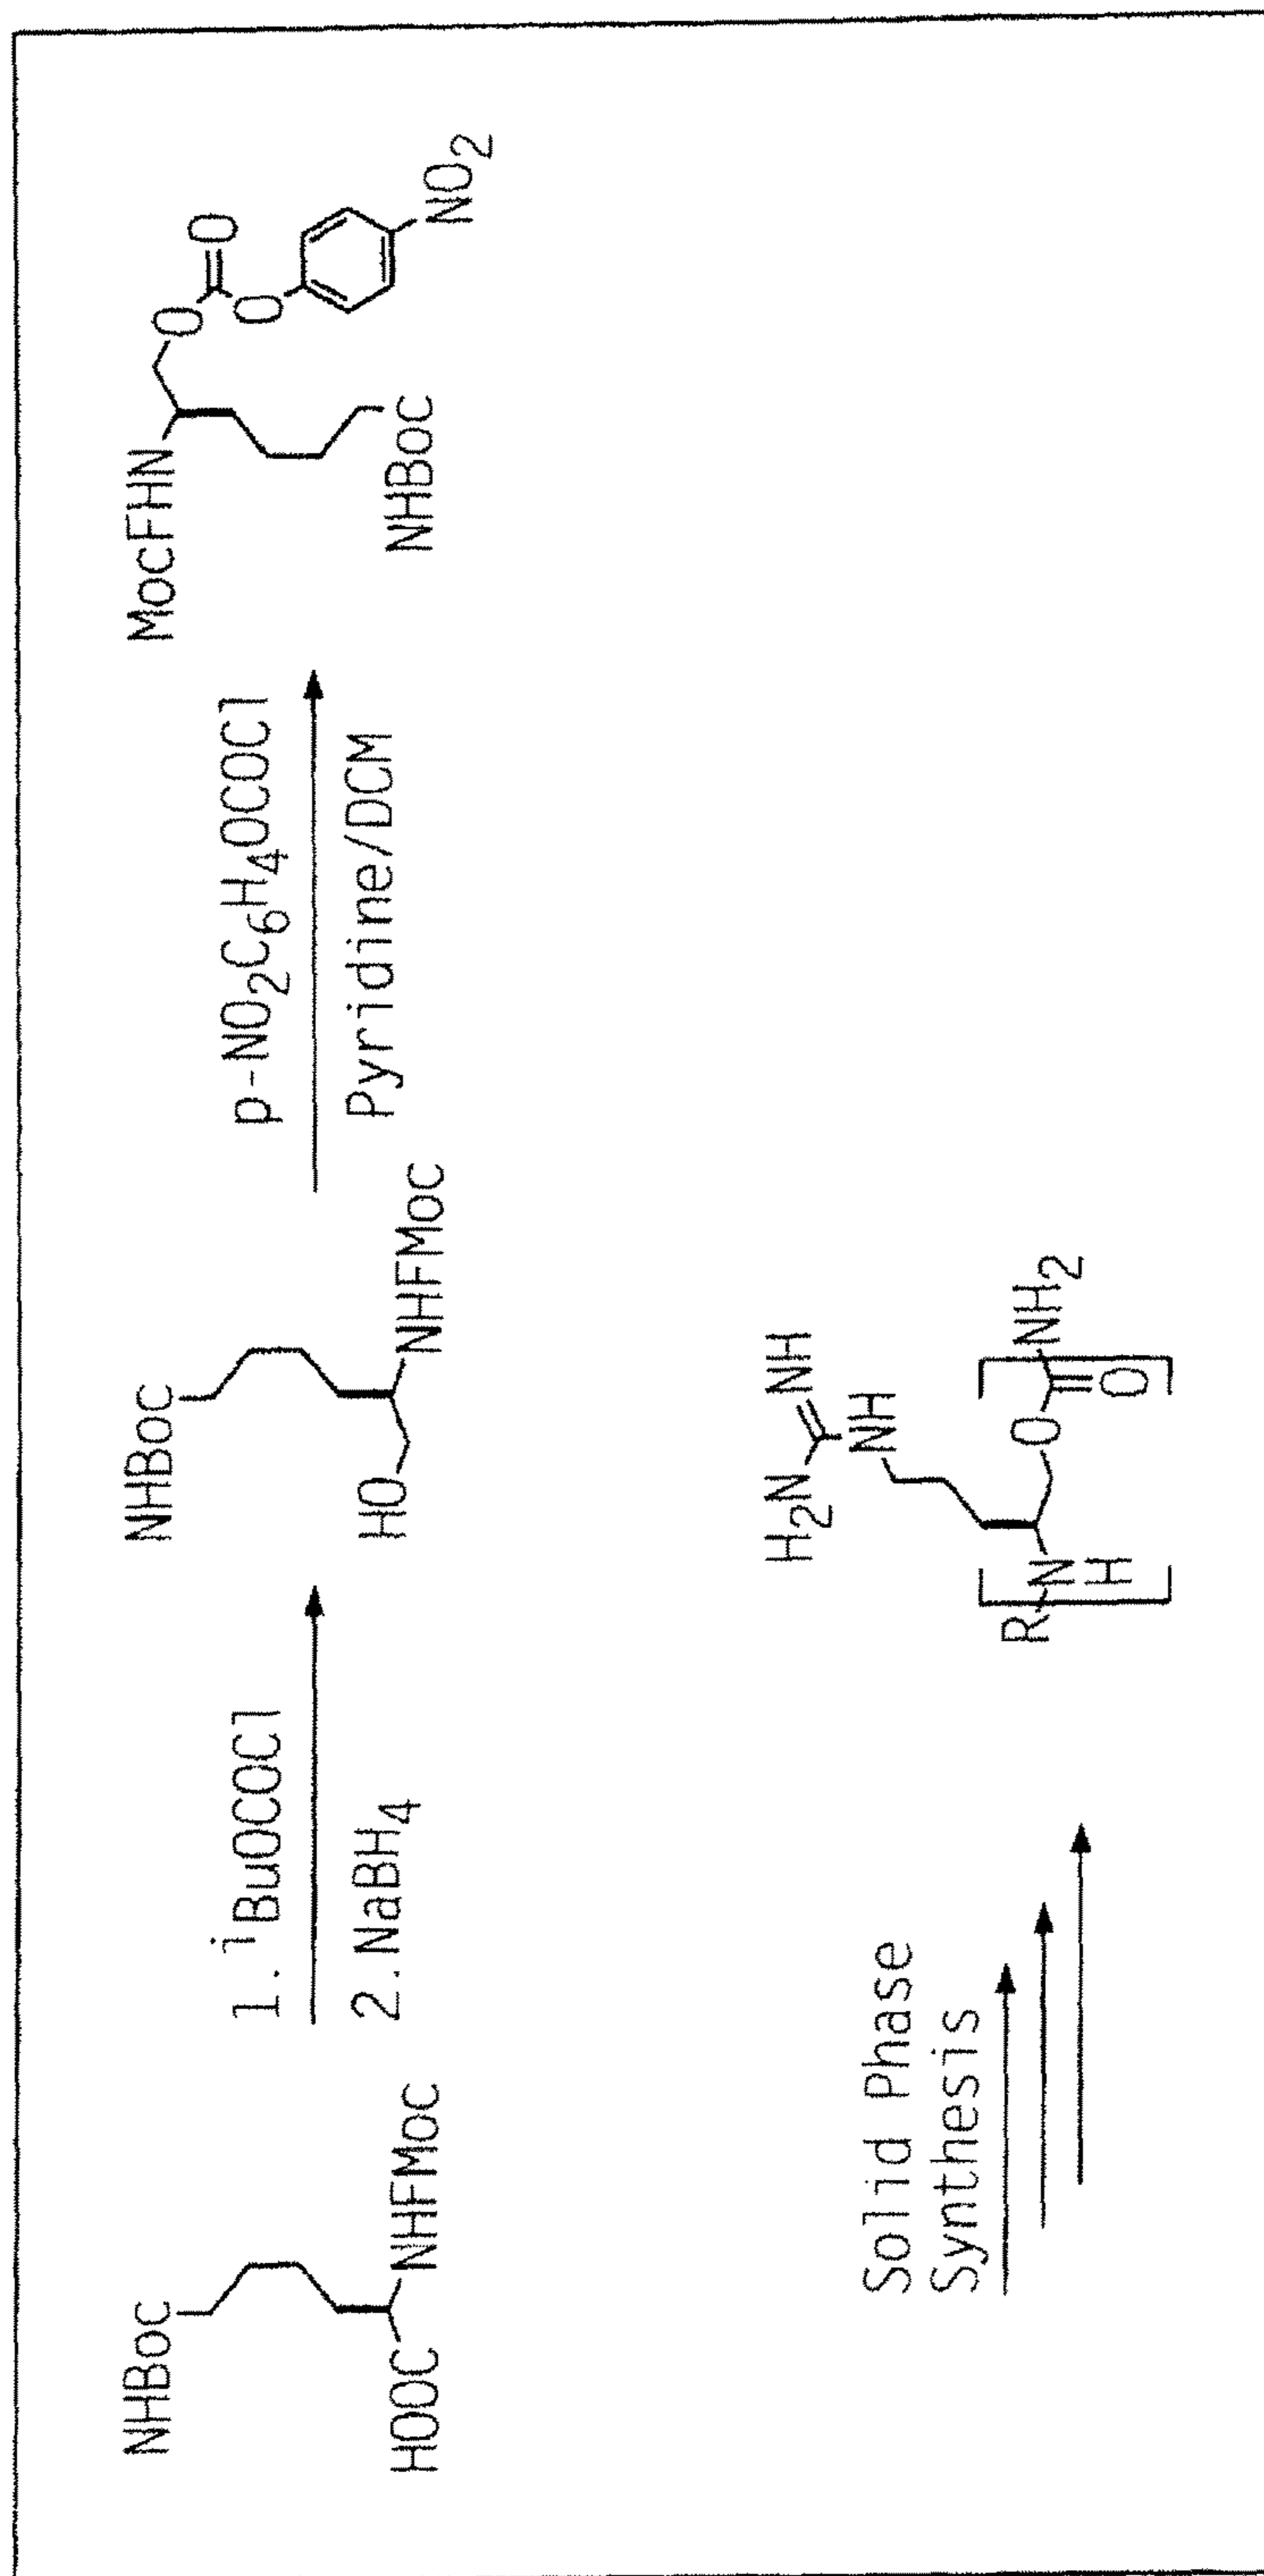 NHBoc
HOOC
NHFMoc
1. iBuOCOCl
2. NaBH4
NHBoc
HO
NHFMoc
p-NO2C6H4OCOCl
Pyridine/DCM
MocFHN
O
O
O
NO2
NHBoc
Solid Phase
Synthesis
H2N
NH
NH
R
N
H
O
O
NH2